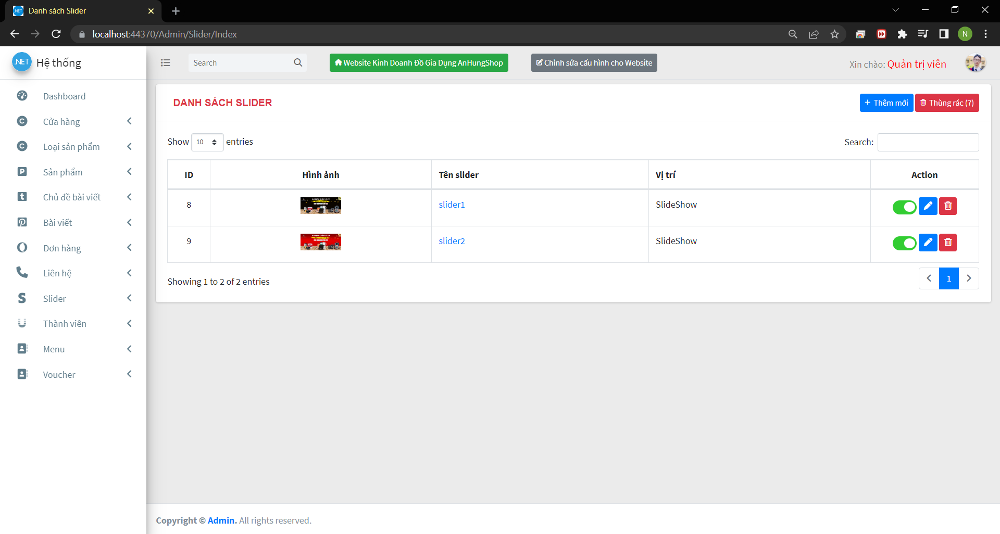 Danh sách Slider
localhost:44370/Admin/Slider/Index
N
.NET Hệ thống
Search
Website Kinh Doanh Đồ Gia Dụng AnHungShop
Chỉnh sửa cấu hình cho Website
Xin chào: Quản trị viên
Dashboard
Cửa hàng
Loại sản phẩm
Sản phẩm
Chủ đề bài viết
Bài viết
Đơn hàng
Liên hệ
Slider
Thành viên
Menu
Voucher
DANH SÁCH SLIDER
+ Thêm mới
Thùng rác (7)
Show 10 entries
Search:
ID Hình ảnh Tên slider Vị trí Action
8 slider1 SlideShow
9 slider2 SlideShow
Showing 1 to 2 of 2 entries
1
Copyright © Admin. All rights reserved.